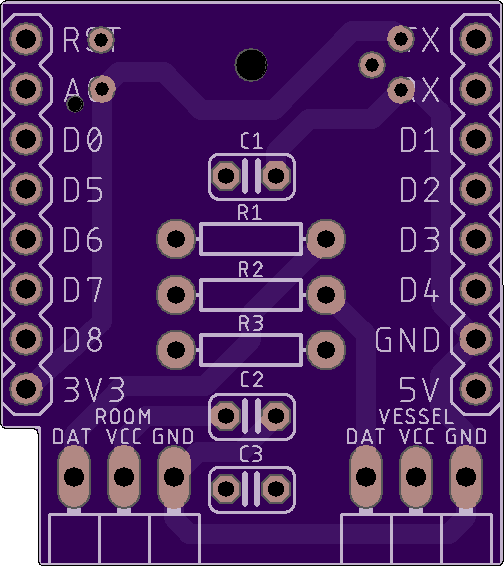 RST TX
A0 RX
C1
D0 D1
D5 D2
R1
D6 D3
R2
D7 D4
R3
D8 GND
C2
3V3 5V
ROOM VESSEL
DAT VCC GND DAT VCC GND
C3